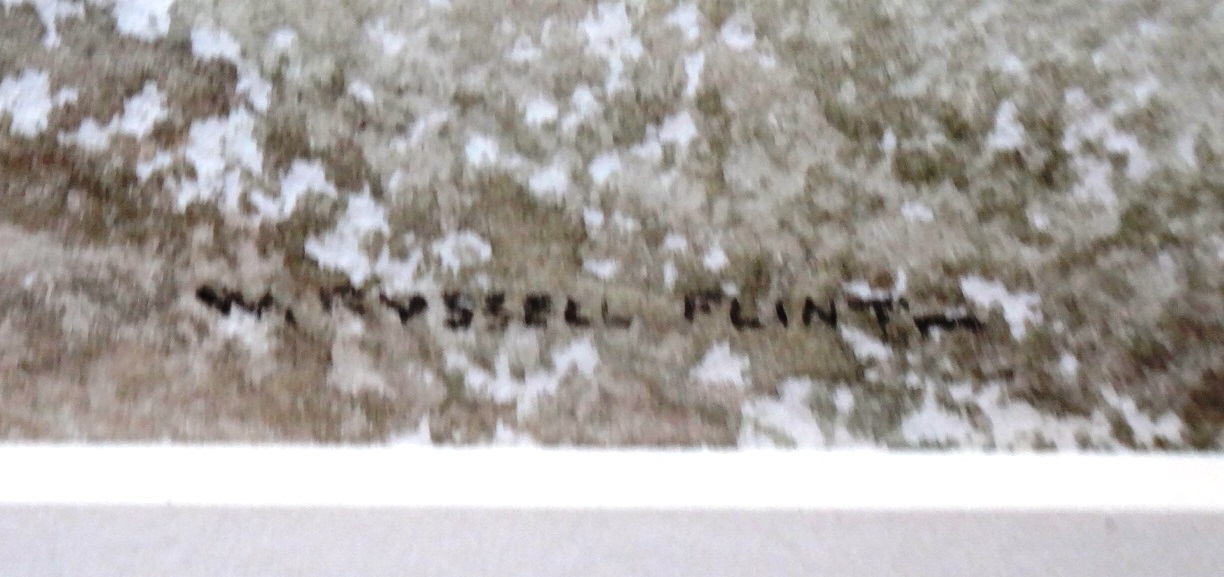 W. RUSSELL FLINT—